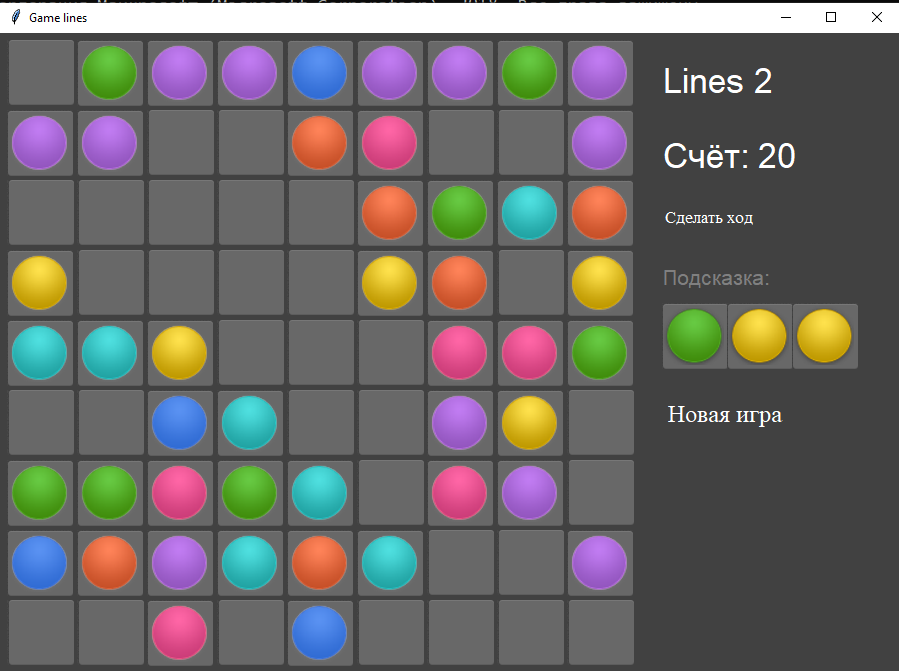 Game lines
Lines 2
Счёт: 20
Сделать ход
Подсказка:
Новая игра